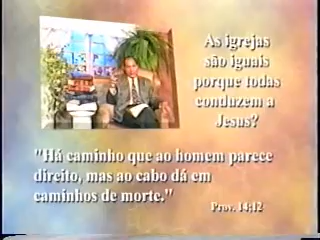 As igrejas
são iguais
porque todas
conduzem a
Jesus?
"Há caminho que ao homem parece
direito, mas ao cabo dá em
caminhos de morte."
Prov. 14;12